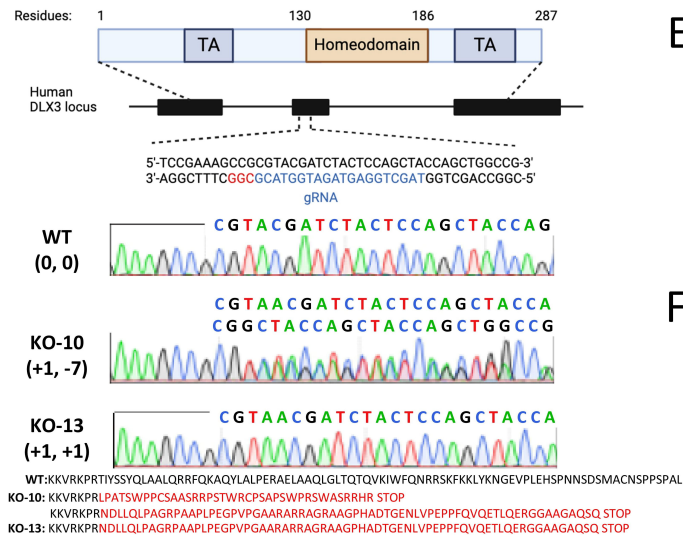 Residues: 1 130 186 287
TA Homeodomain TA
Human
DLX3 locus
5'-TCCGAAAGCCGCGTACGATCTACTCCAGCTACCAGCTGGCCG-3'
3'-AGGCTTTCGGCGCATGGTAGATGAGGTCGATGGTCGACCGGC-5'
gRNA
WT
(0, 0)
CGTACGATCTACTCCAGCTACCAG
KO-10
(+1, -7)
CGTAACGATCTACTCCAGCTACCA
CGGCTACCAGCTACCAGCTGGCCG
KO-13
(+1, +1)
CGTAACGATCTACTCCAGCTACCA
WT:KKVRKPRTIYSSYQLAALQRRFQKAQYLALPERAELAAQLGLTQTQVKIWFQNRRSKFKKLYKNGEVPLEHSPNNSDSMACNSPPSPAL
KO-10: KKVRKPRLPATSWPPCSAASRRPSTWRCPSAPSWPRSWASRRHR STOP
KKVRKPRNDLLQLPAGRPAAPLPEGPVPGAARARRAGRAAGPHADTGENLVPEPPFQVQETLQERGGAAGAQSQ STOP
KO-13: KKVRKPRNDLLQLPAGRPAAPLPEGPVPGAARARRAGRAAGPHADTGENLVPEPPFQVQETLQERGGAAGAQSQ STOP